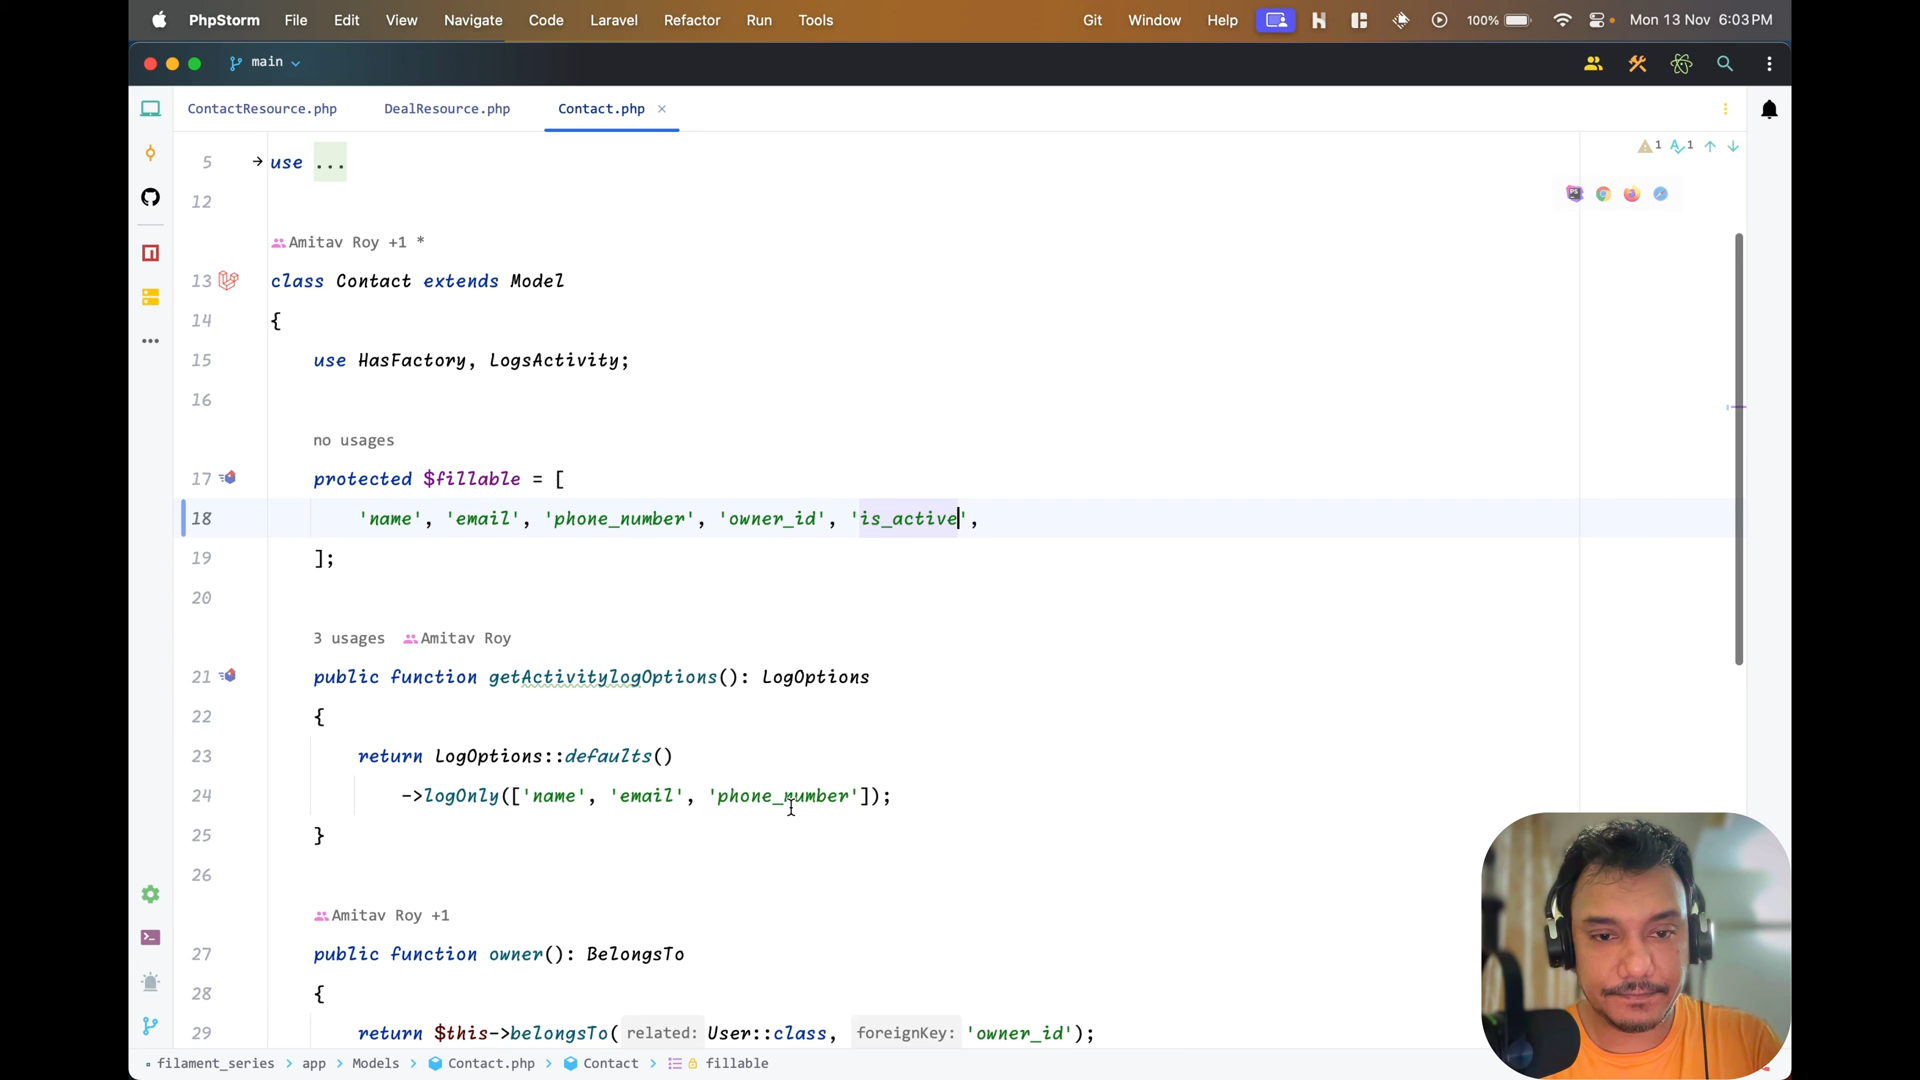 PhpStorm File Edit View Navigate Code Laravel Refactor Run Tools Git Window Help 100% Mon 13 Nov 6:03 PM
main
ContactResource.php DealResource.php Contact.php
5 use ...
1 1
12
Amitav Roy +1 *
13 class Contact extends Model
14 {
15 use HasFactory, LogsActivity;
16
no usages
17 protected $fillable = [
18 'name', 'email', 'phone_number', 'owner_id', 'is_active',
19 ];
20
3 usages Amitav Roy
21 public function getActivitylogOptions(): LogOptions
22 {
23 return LogOptions::defaults()
24 ->logOnly(['name', 'email', 'phone_number']);
25 }
26
Amitav Roy +1
27 public function owner(): BelongsTo
28 {
29 return $this->belongsTo( related: User::class, foreignKey: 'owner_id');
filament_series > app > Models > Contact.php > Contact > fillable